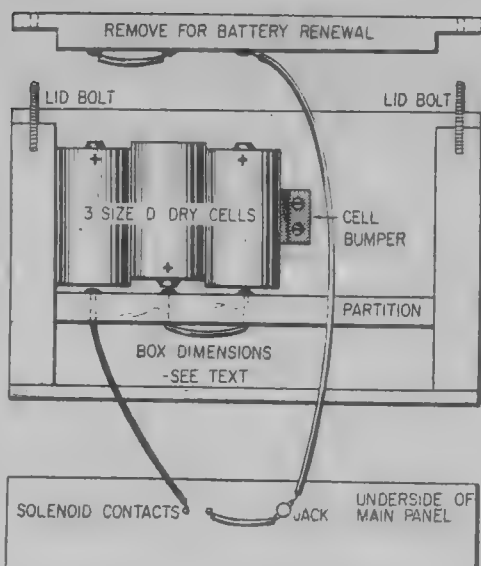 REMOVE FOR BATTERY RENEWAL
LID BOLT
LID BOLT
+
+
3 SIZE D DRY CELLS
CELL
BUMPER
+
PARTITION
BOX DIMENSIONS
-SEE TEXT
SOLENOID CONTACTS
JACK
UNDERSIDE OF
MAIN PANEL